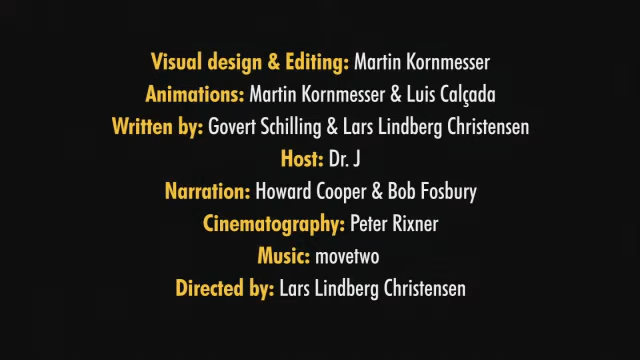 Visual design & Editing: Martin Kornmesser
Animations: Martin Kornmesser & Luis Calçada
Written by: Govert Schilling & Lars Lindberg Christensen
Host: Dr. J
Narration: Howard Cooper & Bob Fosbury
Cinematography: Peter Rixner
Music: movetwo
Directed by: Lars Lindberg Christensen